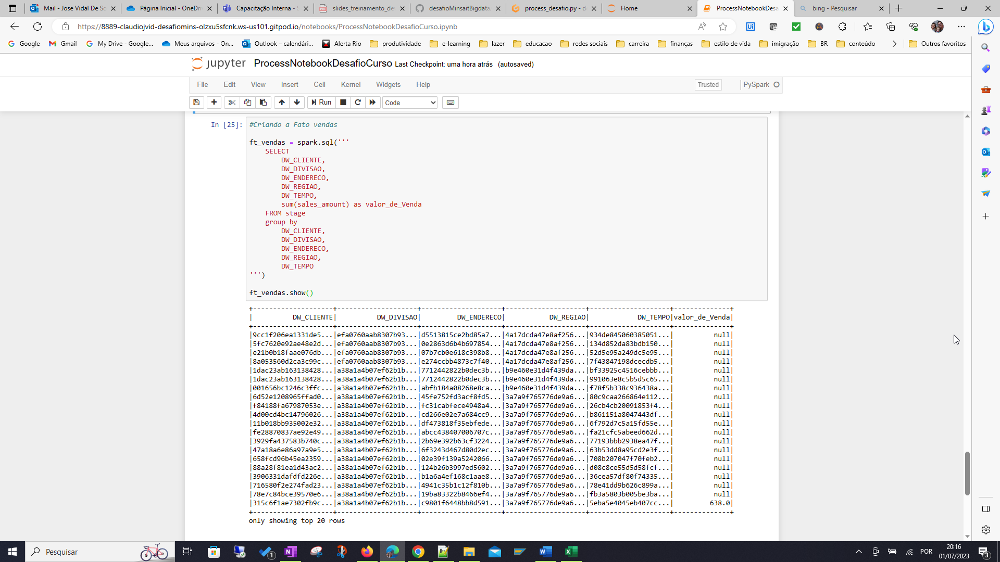 Mail - Jose Vidal De Sc
Página Inicial - OneDri
Capacitação Interna - S
slides_treinamento_de
desafioMinsaitBigdata
process_desafio.py - d
Home
ProcessNotebookDesa
bing - Pesquisar
https://8889-claudiojvid-desafiomins-olzxu5sfcnk.ws-us101.gitpod.io/notebooks/ProcessNotebookDesafioCurso.ipynb
Google
Gmail
My Drive - Google...
Meus arquivos - On...
Outlook – calendári...
Alerta Rio
produtividade
e-learning
lazer
educacao
redes sociais
carreira
finanças
estilo de vida
imigração
BR
conteúdo
Outros favoritos
jupyter ProcessNotebookDesafioCurso Last Checkpoint: uma hora atrás (autosaved)
File Edit View Insert Cell Kernel Widgets Help Trusted PySpark
Run Code
In [25]: #Criando a Fato vendas
ft_vendas = spark.sql('''
SELECT
DW_CLIENTE,
DW_DIVISAO,
DW_ENDERECO,
DW_REGIAO,
DW_TEMPO,
sum(sales_amount) as valor_de_Venda
FROM stage
group by
DW_CLIENTE,
DW_DIVISAO,
DW_ENDERECO,
DW_REGIAO,
DW_TEMPO
''')
ft_vendas.show()
+--------------------+--------------------+--------------------+--------------------+--------------------+--------------+
|          DW_CLIENTE|          DW_DIVISAO|         DW_ENDERECO|           DW_REGIAO|            DW_TEMPO|valor_de_Venda|
+--------------------+--------------------+--------------------+--------------------+--------------------+--------------+
|9cc1f206ea1331de5...|efa0760aab8307b93...|d5513815ce2bd85a7...|4a17dcda47e8af256...|934de845060385051...|          null|
|5fc7620e92ae48e2d...|efa0760aab8307b93...|0e2863d6b4b697854...|4a17dcda47e8af256...|134d852da83bdb150...|          null|
|e21b0b18faae076db...|efa0760aab8307b93...|07b7cb0e618c398b8...|4a17dcda47e8af256...|52d5e95a249dc5e95...|          null|
|8a053560d2ca3c99c...|efa0760aab8307b93...|e274ccbb4873c7f40...|4a17dcda47e8af256...|7f43847198dcecdb5...|          null|
|1dac23ab163138428...|a38a1a4b07ef62b1b...|7712442822b0dec3b...|b9e460e31d4f439da...|bf33925c4516cebbb...|          null|
|1dac23ab163138428...|a38a1a4b07ef62b1b...|7712442822b0dec3b...|b9e460e31d4f439da...|991063e8c5b5d5c65...|          null|
|001656bc1246c3ffc...|a38a1a4b07ef62b1b...|abfb184a08268e8ca...|b9e460e31d4f439da...|f78f5b338c936438a...|          null|
|6d52e1208965ffad0...|a38a1a4b07ef62b1b...|45fe752fd3acf8fd5...|3a7a9f765776de9a6...|80c9caa266864e112...|          null|
|f84188fa67987053e...|a38a1a4b07ef62b1b...|fc31cabfece4948a4...|3a7a9f765776de9a6...|26cb4cb20091853f4...|          null|
|4d00cd4bc14796026...|a38a1a4b07ef62b1b...|cd266e02e7a684cc9...|3a7a9f765776de9a6...|b861151a8047443df...|          null|
|11b018bb935002e32...|a38a1a4b07ef62b1b...|df473818f35ebfede...|3a7a9f765776de9a6...|6f792d7c5a15fd55e...|          null|
|fe28870837ae92e49...|a38a1a4b07ef62b1b...|abcc438407006707c...|3a7a9f765776de9a6...|fa21cfc5abeed662d...|          null|
|3929fa437583b740c...|a38a1a4b07ef62b1b...|2b69e392b63cf3224...|3a7a9f765776de9a6...|77193bbb2938ea47f...|          null|
|47a18a6e86a97a9e5...|a38a1a4b07ef62b1b...|6f3243d467d80d2ec...|3a7a9f765776de9a6...|63b53dd8a95cd2e3f...|          null|
|658fcd96b45ea2359...|a38a1a4b07ef62b1b...|02e39f139a5242066...|3a7a9f765776de9a6...|708b207047f70feb2...|          null|
|88a28f81ea1d43ac2...|a38a1a4b07ef62b1b...|124b26b3997ed5602...|3a7a9f765776de9a6...|d08c8ce55d5d58fcf...|          null|
|3906331dafdfd226e...|a38a1a4b07ef62b1b...|b1a6a4ef168c1aae8...|3a7a9f765776de9a6...|36cea57df80f74335...|          null|
|716580f2e274fad23...|a38a1a4b07ef62b1b...|4941c35b1c12f810b...|3a7a9f765776de9a6...|78e41dd9b626c899a...|          null|
|78e7c84bce39570e6...|a38a1a4b07ef62b1b...|19ba83322b8466ef4...|3a7a9f765776de9a6...|fb3a5803b005be3ba...|          null|
|315c6f1ae7302fb9c...|a38a1a4b07ef62b1b...|c9801f6448bb8d591...|3a7a9f765776de9a6...|5eba5e4045eb407cc...|         638.0|
+--------------------+--------------------+--------------------+--------------------+--------------------+--------------+
only showing top 20 rows
Pesquisar
POR
20:16
01/07/2023